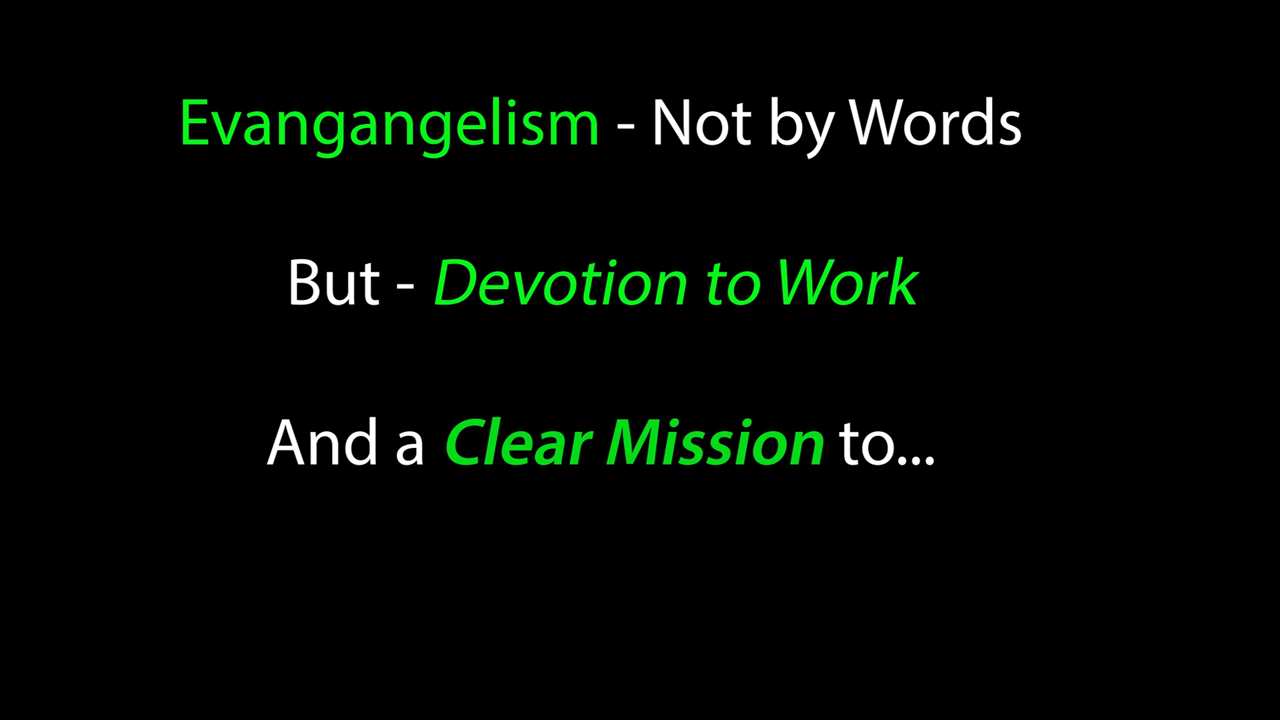 Evangangelism - Not by Words
But - Devotion to Work
And a Clear Mission to...